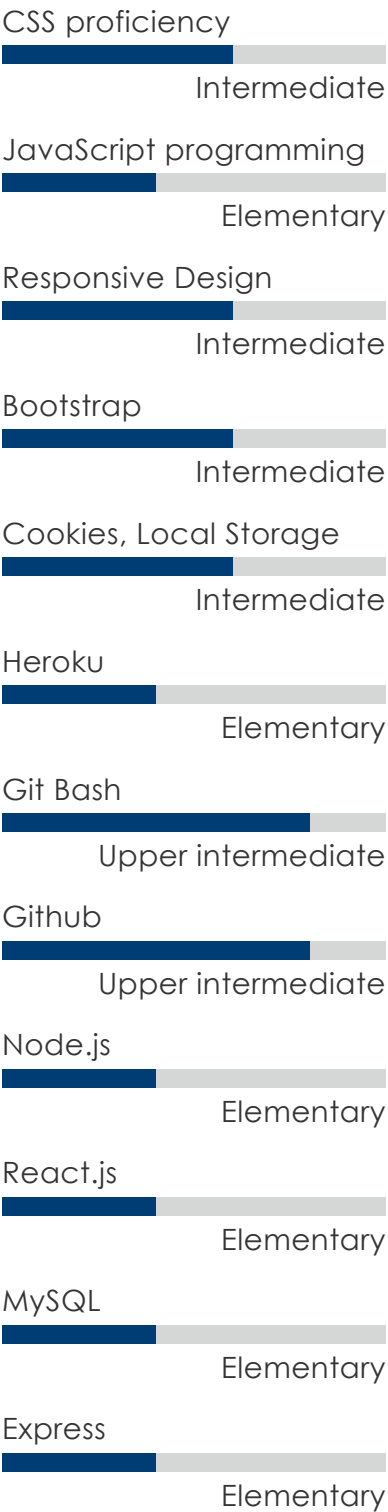 CSS proficiency
Intermediate
JavaScript programming
Elementary
Responsive Design
Intermediate
Bootstrap
Intermediate
Cookies, Local Storage
Intermediate
Heroku
Elementary
Git Bash
Upper intermediate
Github
Upper intermediate
Node.js
Elementary
React.js
Elementary
MySQL
Elementary
Express
Elementary